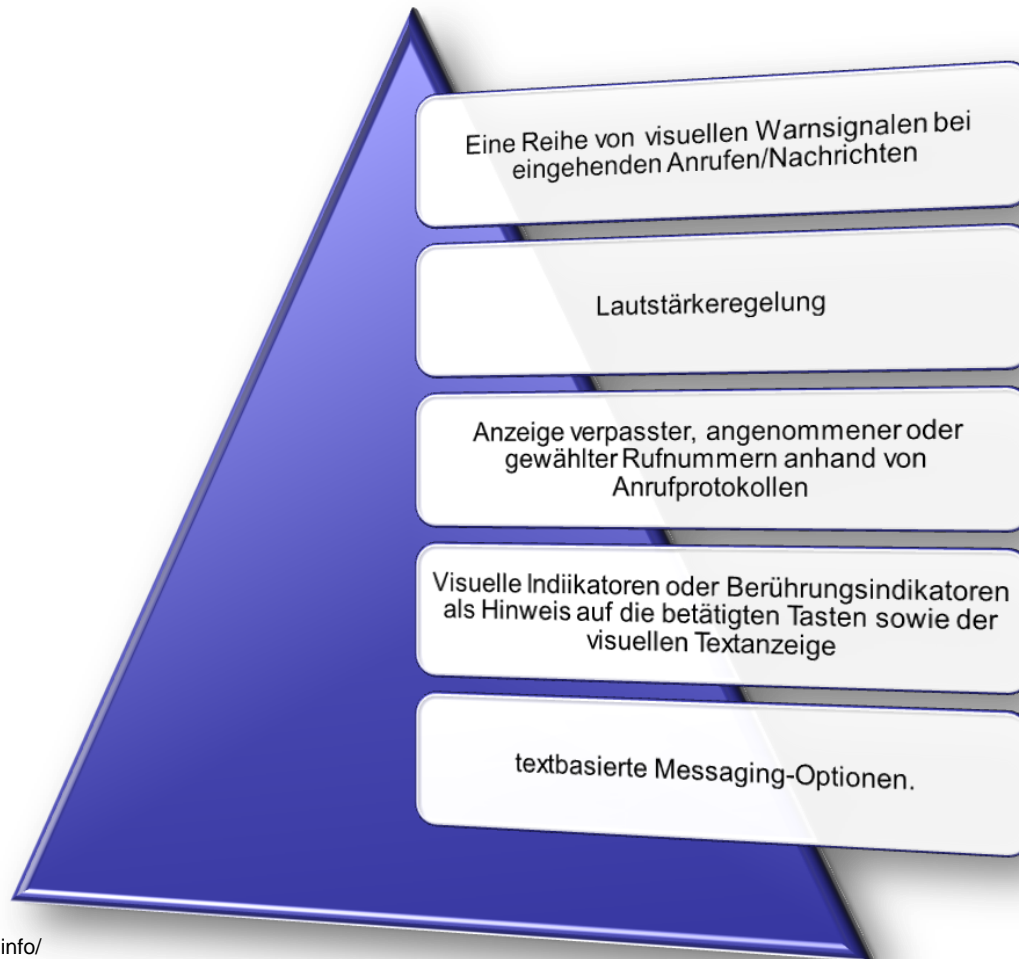 Eine Reihe von visuellen Warnsignalen bei
eingehenden Anrufen/Nachrichten
Lautstärkeregelung
Anzeige verpasster, angenommener oder
gewählter Rufnummern anhand von
Anrufprotokollen
Visuelle Indiikatoren oder Berührungsindikatoren
als Hinweis auf die betätigten Tasten sowie der
visuellen Textanzeige
textbasierte Messaging-Optionen.
info/